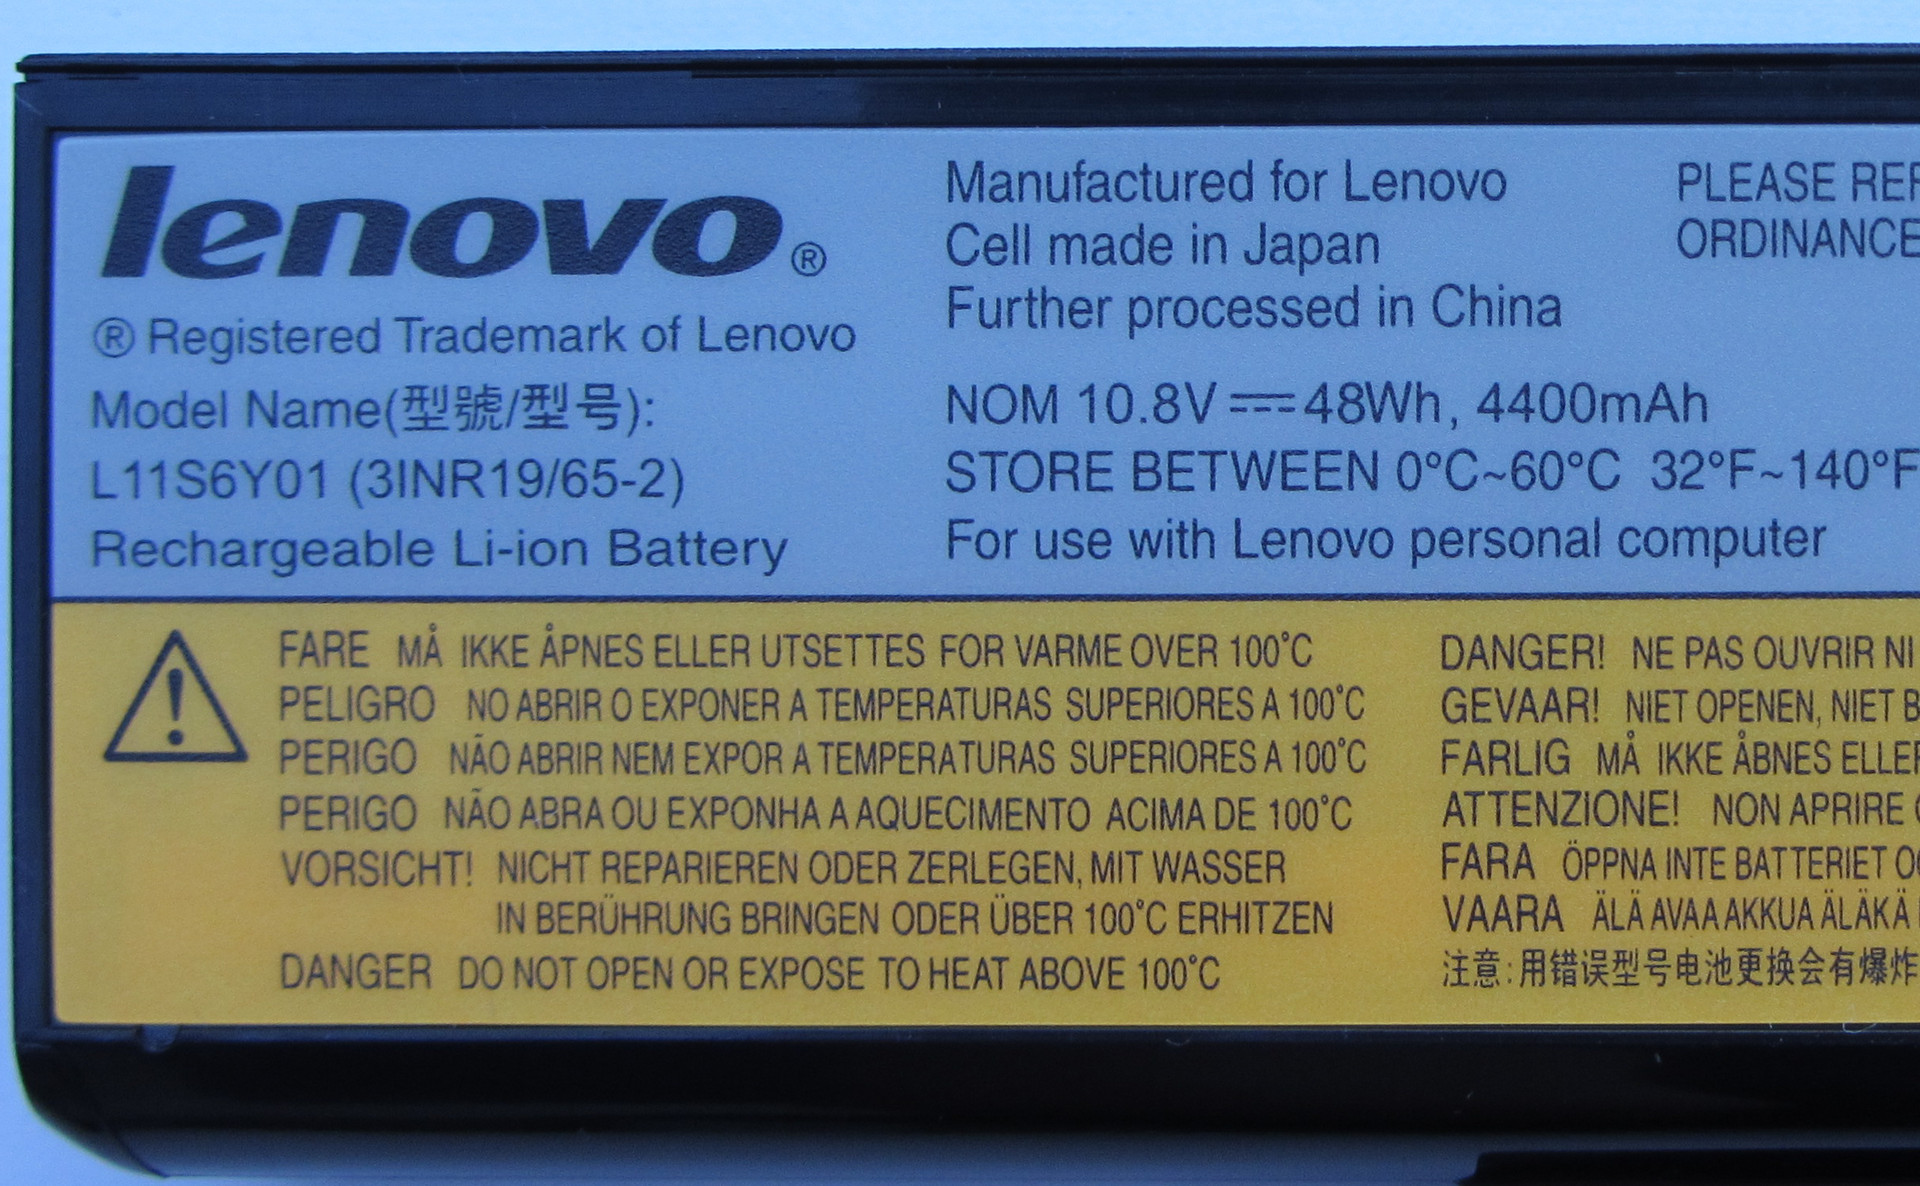 lenovo®
® Registered Trademark of Lenovo
Model Name(型號/型号):
L11S6Y01 (3INR19/65-2)
Rechargeable Li-ion Battery
Manufactured for Lenovo
Cell made in Japan
Further processed in China
NOM 10.8V ⎓ 48Wh, 4400mAh
STORE BETWEEN 0°C~60°C 32°F~140°F
For use with Lenovo personal computer
PLEASE
ORDINANCE
FARE MÅ IKKE ÅPNES ELLER UTSETTES FOR VARME OVER 100°C
PELIGRO NO ABRIR O EXPONER A TEMPERATURAS SUPERIORES A 100°C
PERIGO NÃO ABRIR NEM EXPOR A TEMPERATURAS SUPERIORES A 100°C
PERIGO NÃO ABRA OU EXPONHA A AQUECIMENTO ACIMA DE 100°C
VORSICHT! NICHT REPARIEREN ODER ZERLEGEN, MIT WASSER
IN BERÜHRUNG BRINGEN ODER ÜBER 100°C ERHITZEN
DANGER DO NOT OPEN OR EXPOSE TO HEAT ABOVE 100°C
DANGER! NE PAS OUVRIR NI
GEVAAR! NIET OPENEN, NIET
FARLIG MÅ IKKE ÅBNES ELLER
ATTENZIONE! NON APRIRE
FARA ÖPPNA INTE BATTERIET
VAARA ÄLÄ AVAA AKKUA ÄLÄKÄ
注意:用错误型号电池更换会有爆炸